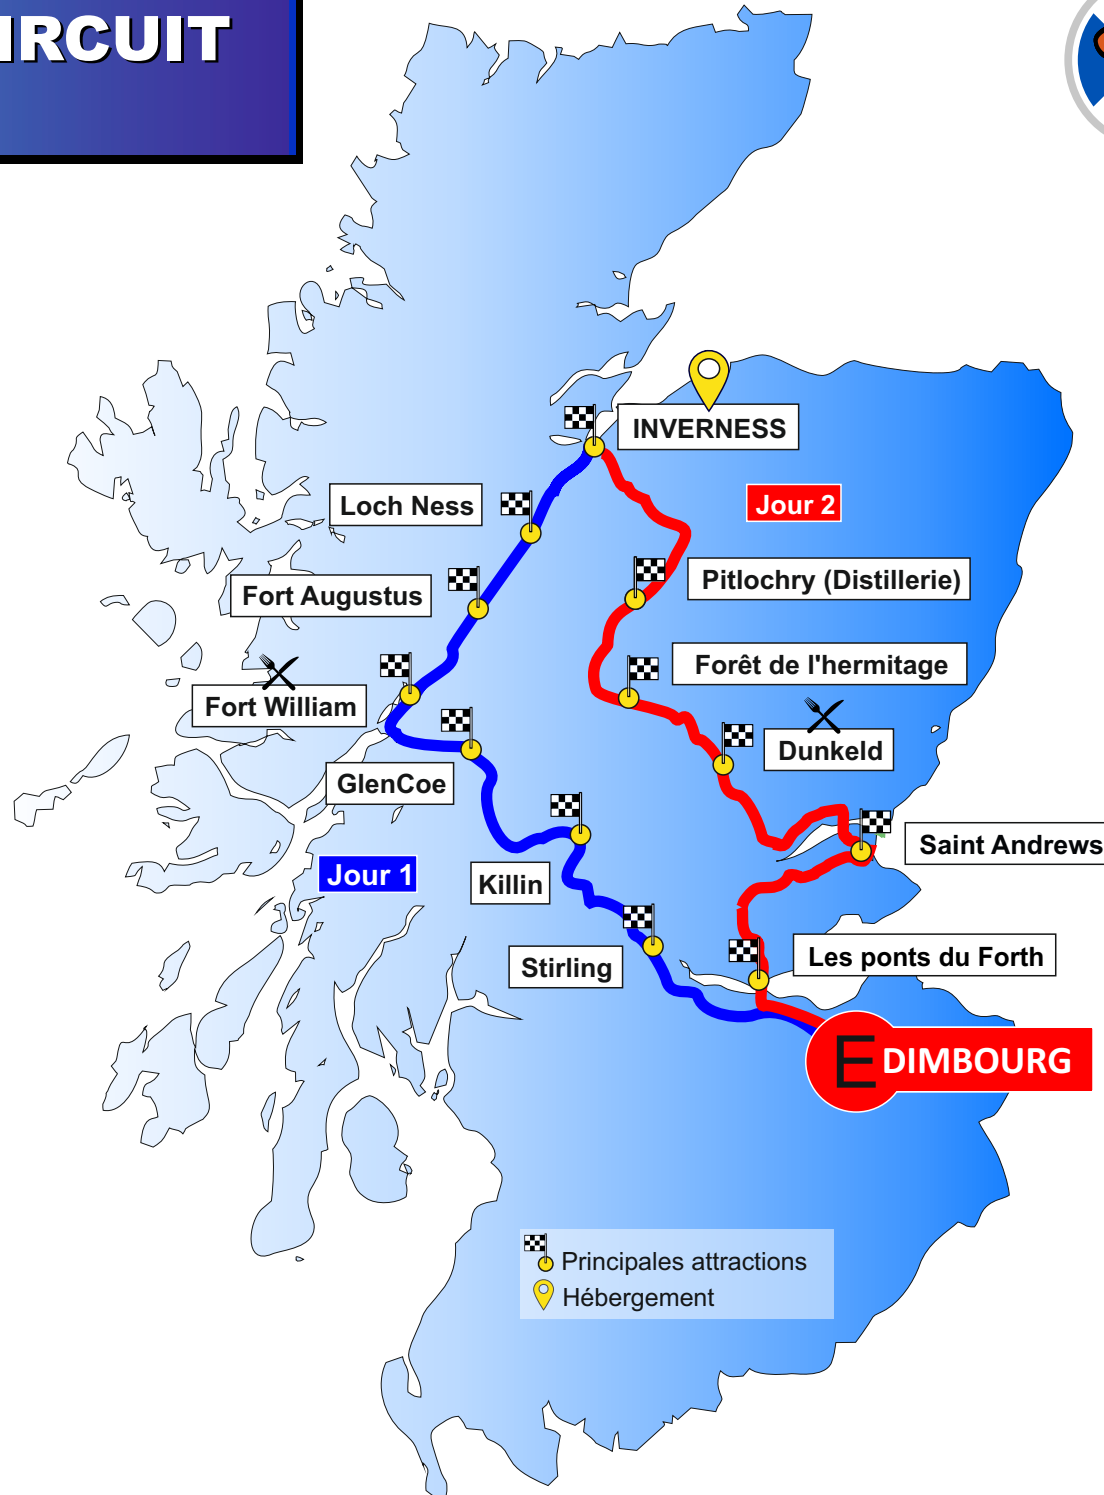 IRCUIT
INVERNESS
Loch Ness
Jour 2
Fort Augustus
Pitlochry (Distillerie)
Forêt de l'hermitage
Fort William
Dunkeld
GlenCoe
Saint Andrews
Jour 1
Killin
Les ponts du Forth
Stirling
EDIMBOURG
Principales attractions
Hébergement